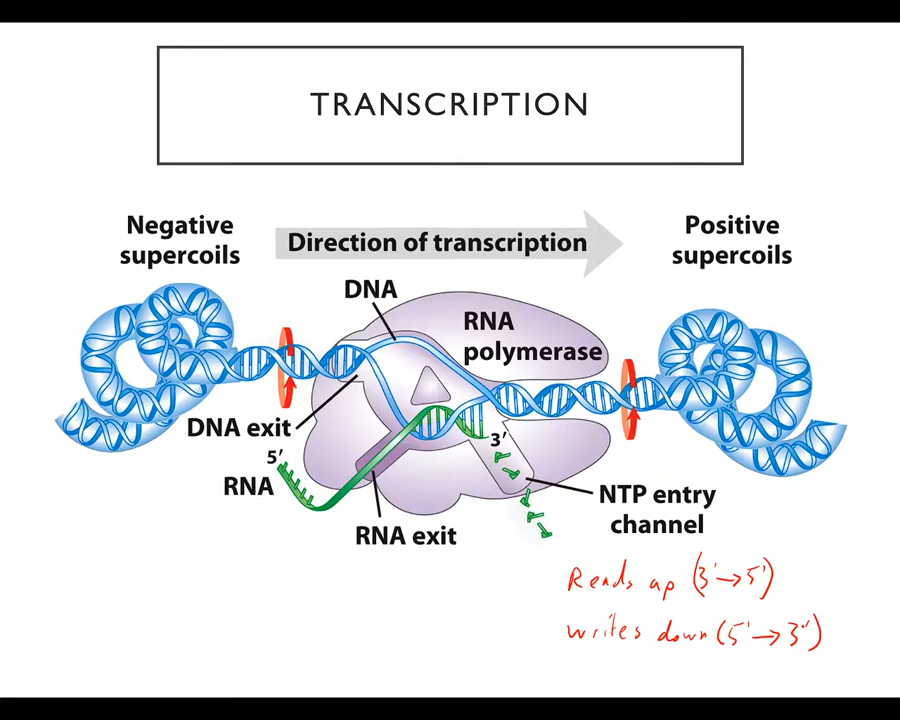 TRANSCRIPTION
Negative
supercoils
Direction of transcription
Positive
supercoils
DNA
RNA
polymerase
DNA exit
5'
RNA
3'
RNA exit
NTP entry
channel
Reads up (3' → 5')
writes down (5' → 3')